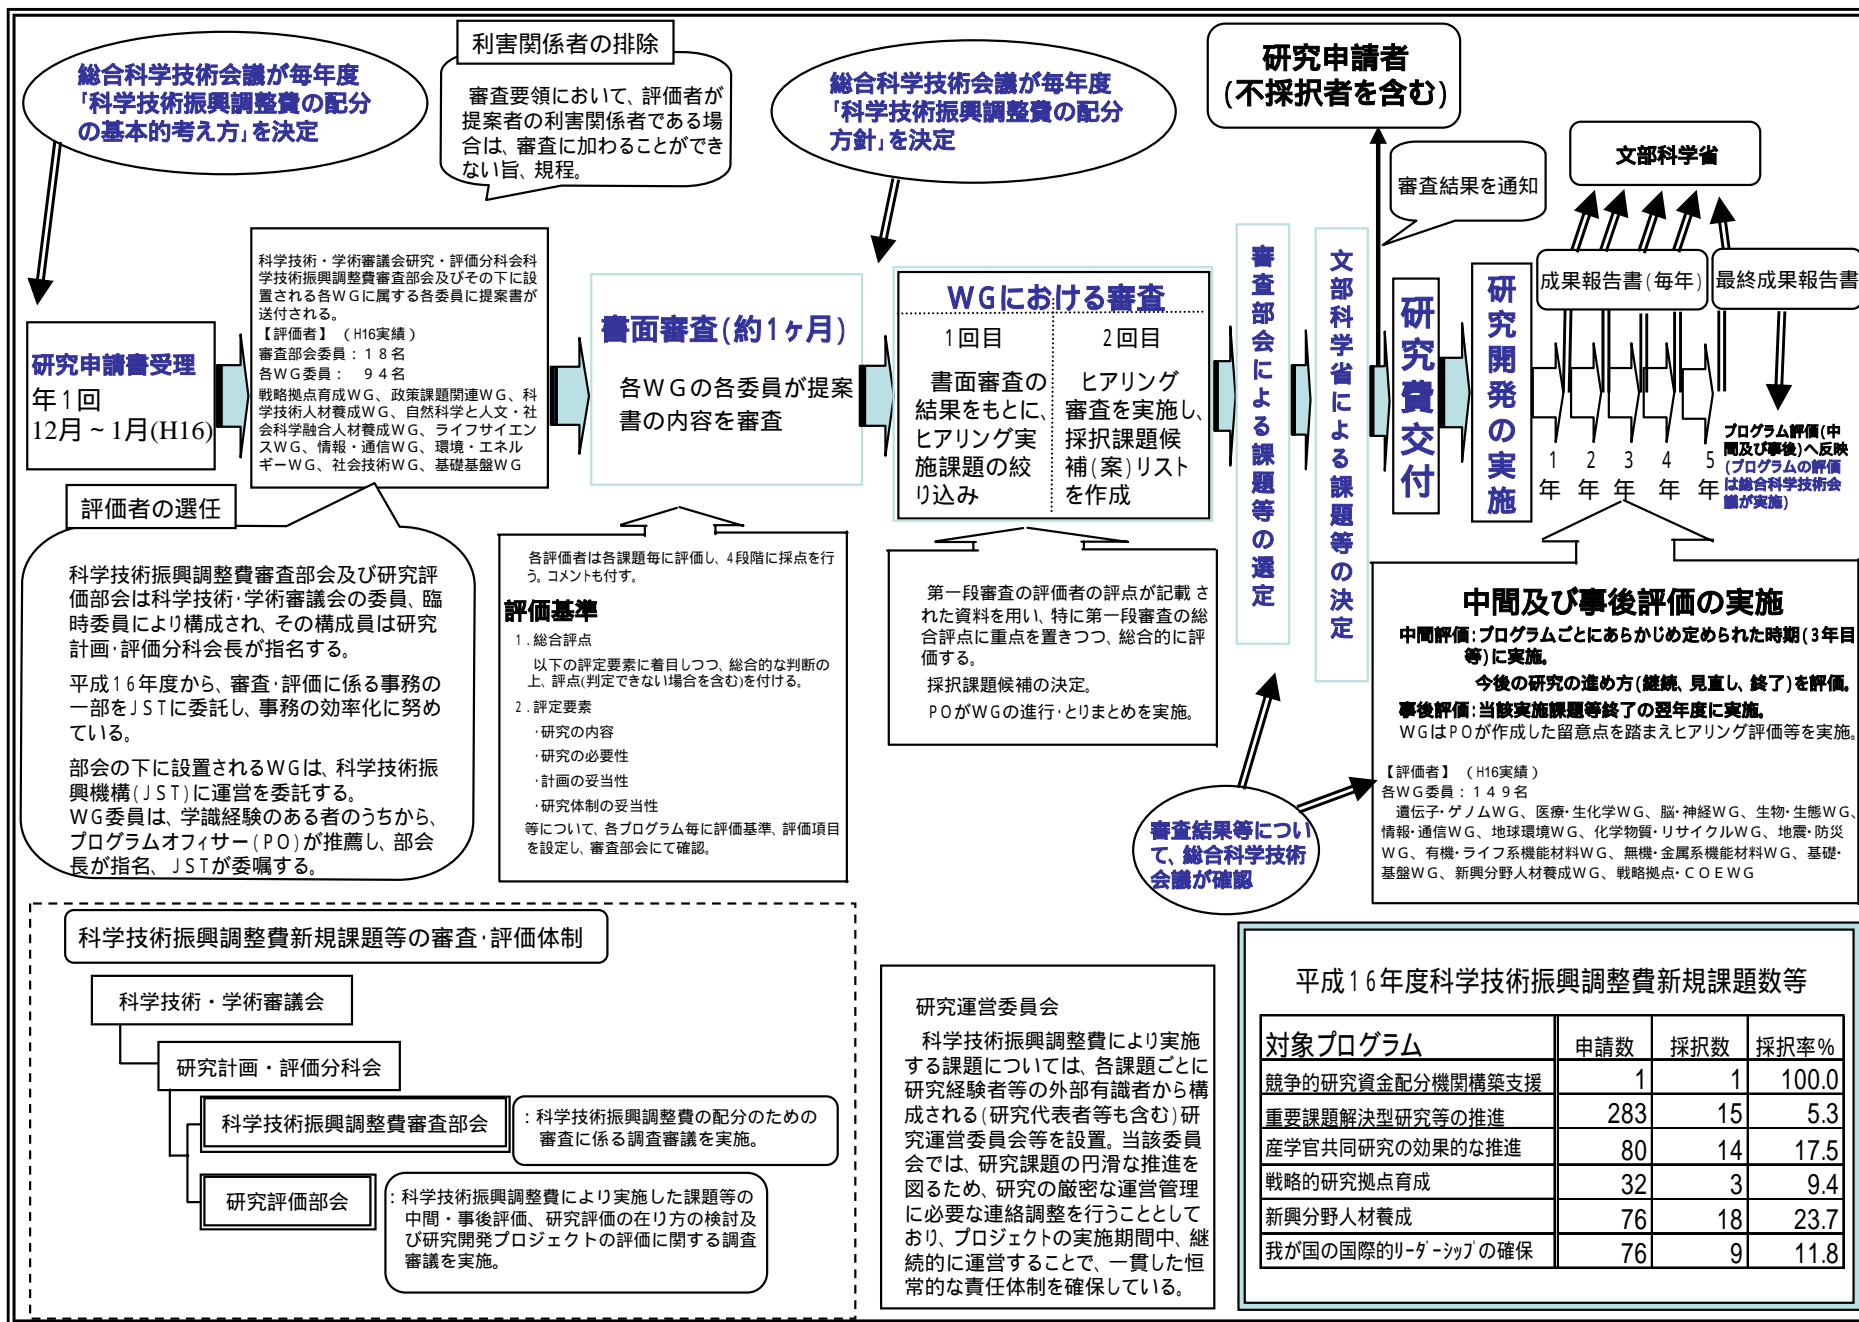 総合科学技術会議が毎年度
「科学技術振興調整費の配分
の基本的考え方」を決定
利害関係者の排除
審査要領において、評価者が
提案者の利害関係者である場
合は、審査に加わることができ
ない旨、規程。
総合科学技術会議が毎年度
「科学技術振興調整費の配分
方針」を決定
研究申請者
(不採択者を含む)
審査結果を通知
文部科学省
研究申請書受理
年1回
12月~1月(H16)
科学技術・学術審議会研究・評価分科会科
学技術振興調整費審査部会及びその下に設
置される各WGに属する各委員に提案書が
送付される。
【評価者】（H16実績）
審査部会委員：18名
各WG委員：　94名
戦略拠点育成WG、政策課題関連WG、科
学技術人材養成WG、自然科学と人文・社
会科学融合人材養成WG、ライフサイエン
スWG、情報・通信WG、環境・エネル
ギーWG、社会技術WG、基礎基盤WG
書面審査(約1ヶ月)
各WGの各委員が提案
書の内容を審査
WGにおける審査
1回目
書面審査の
結果をもとに、
ヒアリング実
施課題の絞
り込み
2回目
ヒアリング
審査を実施し、
採択課題候
補(案)リスト
を作成
審査部会による課題等の選定
文部科学省による課題等の決定
研究費交付
研究開発の実施
成果報告書(毎年)
最終成果報告書
1年
2年
3年
4年
5年
プログラム評価(中
間及び事後)へ反映
(プログラムの評価
は総合科学技術会
議が実施)
評価者の選任
科学技術振興調整費審査部会及び研究評
価部会は科学技術・学術審議会の委員、臨
時委員により構成され、その構成員は研究
計画・評価分科会長が指名する。
平成16年度から、審査・評価に係る事務の
一部をJSTに委託し、事務の効率化に努め
ている。
部会の下に設置されるWGは、科学技術振
興機構(JST)に運営を委託する。
WG委員は、学識経験のある者のうちから、
プログラムオフィサー(PO)が推薦し、部会
長が指名、JSTが委嘱する。
各評価者は各課題毎に評価し、4段階に採点を行
う。コメントも付す。
評価基準
1.総合評点
以下の評定要素に着目しつつ、総合的な判断の
上、評点(判定できない場合を含む)を付ける。
2.評定要素
・研究の内容
・研究の必要性
・計画の妥当性
・研究体制の妥当性
等について、各プログラム毎に評価基準、評価項目
を設定し、審査部会にて確認。
第一段審査の評価者の評点が記載さ
れた資料を用い、特に第一段審査の総
合評点に重点を置きつつ、総合的に評
価する。
採択課題候補の決定。
POがWGの進行・とりまとめを実施。
審査結果等につい
て、総合科学技術
会議が確認
中間及び事後評価の実施
中間評価:プログラムごとにあらかじめ定められた時期(3年目
等)に実施。
今後の研究の進め方(継続、見直し、終了)を評価。
事後評価:当該実施課題等終了の翌年度に実施。
WGはPOが作成した留意点を踏まえヒアリング評価等を実施。
【評価者】（H16実績）
各WG委員：149名
遺伝子・ゲノムWG、医療・生化学WG、脳・神経WG、生物・生態WG、
情報・通信WG、地球環境WG、化学物質・リサイクルWG、地震・防災
WG、有機・ライフ系機能材料WG、無機・金属系機能材料WG、基礎・
基盤WG、新興分野人材養成WG、戦略拠点・COEWG
科学技術振興調整費新規課題等の審査・評価体制
科学技術・学術審議会
研究計画・評価分科会
科学技術振興調整費審査部会
：科学技術振興調整費の配分のための
審査に係る調査審議を実施。
研究評価部会
：科学技術振興調整費により実施した課題等の
中間・事後評価、研究評価の在り方の検討及
び研究開発プロジェクトの評価に関する調査
審議を実施。
研究運営委員会
科学技術振興調整費により実施
する課題については、各課題ごとに
研究経験者等の外部有識者から構
成される(研究代表者等も含む)研
究運営委員会等を設置。当該委員
会では、研究課題の円滑な推進を
図るため、研究の厳密な運営管理
に必要な連絡調整を行うこととして
おり、プロジェクトの実施期間中、継
続的に運営することで、一貫した恒
常的な責任体制を確保している。
平成16年度科学技術振興調整費新規課題数等
対象プログラム 申請数 採択数 採択率%
競争的研究資金配分機関構築支援 1 1 100.0
重要課題解決型研究等の推進 283 15 5.3
産学官共同研究の効果的な推進 80 14 17.5
戦略的研究拠点育成 32 3 9.4
新興分野人材養成 76 18 23.7
我が国の国際的リーダーシップの確保 76 9 11.8